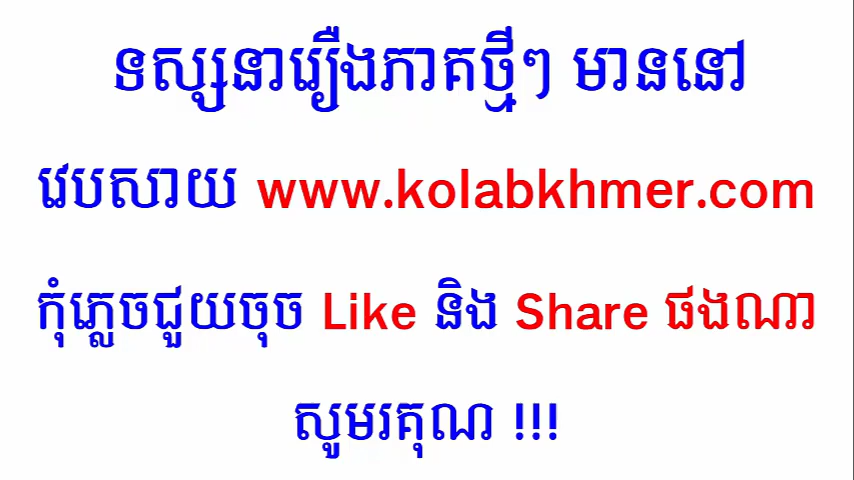 ទស្សនារឿងភាគថ្មីៗ មាននៅ
វេបសាយ www.kolabkhmer.com
កុំភ្លេចជួយចុច Like និង Share ផងណា
សូមរគុណ !!!